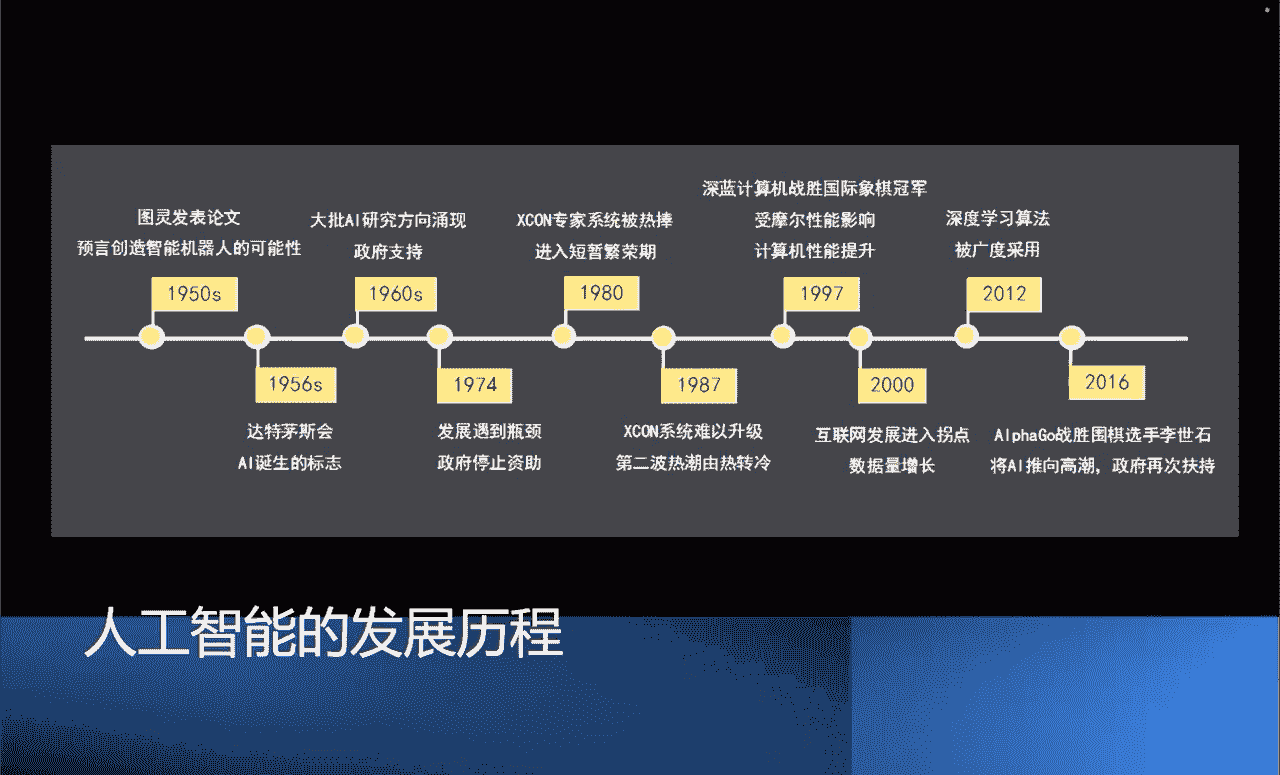 图灵发表论文
预言创造智能机器人的可能性
1950s
1956s
达特茅斯会
AI诞生的标志
大批AI研究方向涌现
政府支持
1960s
1974
发展遇到瓶颈
政府停止资助
XCON专家系统被热捧
进入短暂繁荣期
1980
1987
XCON系统难以升级
第二波热潮由热转冷
深蓝计算机战胜国际象棋冠军
受摩尔性能影响
计算机性能提升
1997
2000
互联网发展进入拐点
数据量增长
深度学习算法
被广度采用
2012
2016
AlphaGo战胜围棋选手李世石
将AI推向高潮，政府再次扶持
人工智能的发展历程